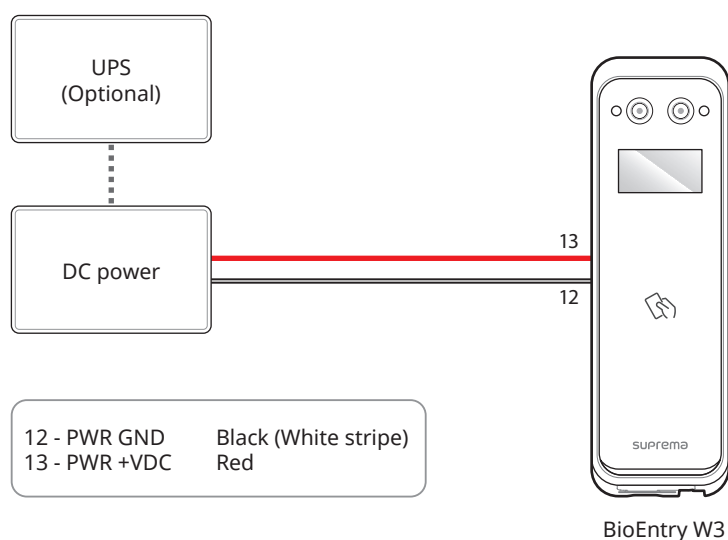 UPS
(Optional)
DC power
13
12
12 - PWR GND Black (White stripe)
13 - PWR +VDC Red
suprema
BioEntry W3